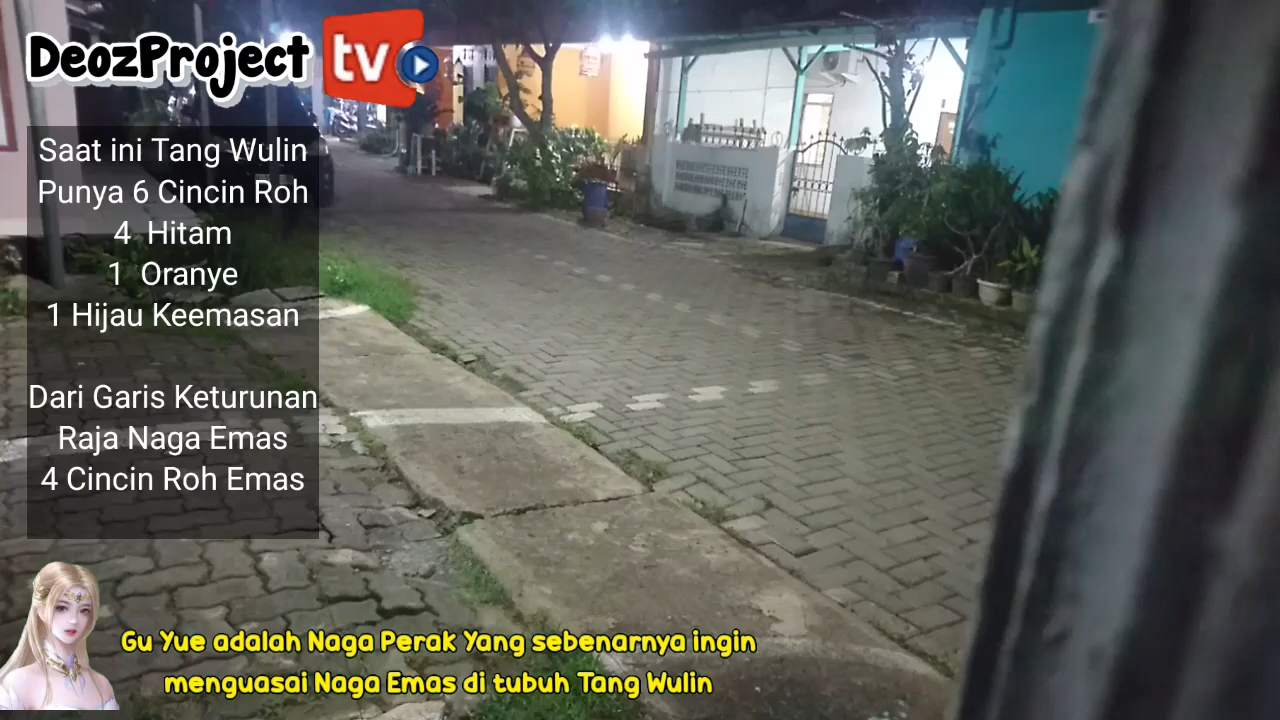 DeozProject
tv
Saat ini Tang Wulin
Punya 6 Cincin Roh
4 Hitam
1 Oranye
1 Hijau Keemasan
Dari Garis Keturunan
Raja Naga Emas
4 Cincin Roh Emas
Gu Yue adalah Naga Perak Yang sebenarnya ingin
menguasai Naga Emas di tubuh Tang Wulin